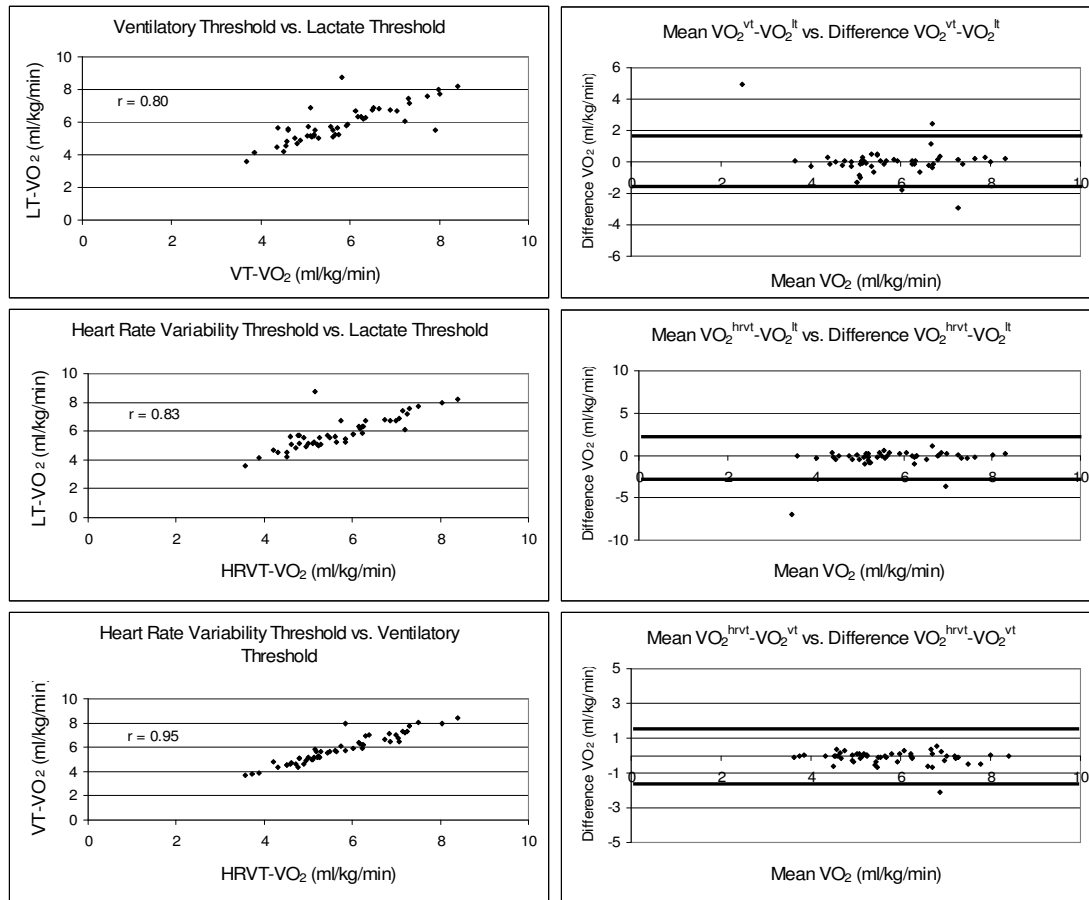 Ventilatory Threshold vs. Lactate Threshold
10
8
6
4
2
0
r = 0.80
LT-VO₂ (ml/kg/min)
0 2 4 6 8 10
VT-VO₂ (ml/kg/min)
Mean VO₂ᵛᵗ-VO₂ˡᵗ vs. Difference VO₂ᵛᵗ-VO₂ˡᵗ
6
4
2
0
-2
-4
-6
Difference VO₂ (ml/kg/min)
0 2 4 6 8 10
Mean VO₂ (ml/kg/min)
Heart Rate Variability Threshold vs. Lactate Threshold
10
8
6
4
2
0
r = 0.83
LT-VO₂ (ml/kg/min)
0 2 4 6 8 10
HRVT-VO₂ (ml/kg/min)
Mean VO₂ʰʳᵛᵗ-VO₂ˡᵗ vs. Difference VO₂ʰʳᵛᵗ-VO₂ˡᵗ
10
5
0
-5
-10
Difference VO₂ (ml/kg/min)
0 2 4 6 8 10
Mean VO₂ (ml/kg/min)
Heart Rate Variability Threshold vs. Ventilatory
Threshold
10
8
6
4
2
0
r = 0.95
VT-VO₂ (ml/kg/min)
0 2 4 6 8 10
HRVT-VO₂ (ml/kg/min)
Mean VO₂ʰʳᵛᵗ-VO₂ᵛᵗ vs. Difference VO₂ʰʳᵛᵗ-VO₂ᵛᵗ
5
3
1
-1
-3
-5
Difference VO₂ (ml/kg/min)
0 2 4 6 8 10
Mean VO₂ (ml/kg/min)